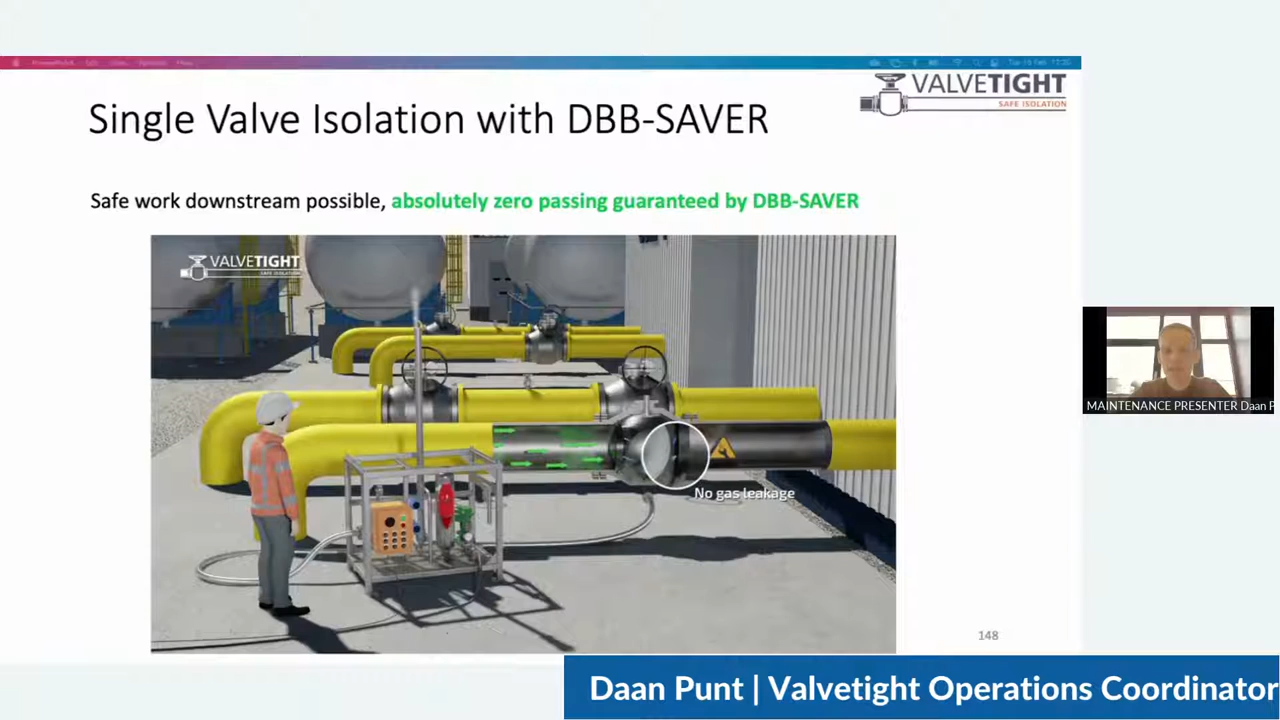 VALVETIGHT
SAFE ISOLATION
Single Valve Isolation with DBB-SAVER
Safe work downstream possible, absolutely zero passing guaranteed by DBB-SAVER
VALVETIGHT
SAFE ISOLATION
No gas leakage
148
MAINTENANCE PRESENTER Daan P
Daan Punt | Valvetight Operations Coordinator